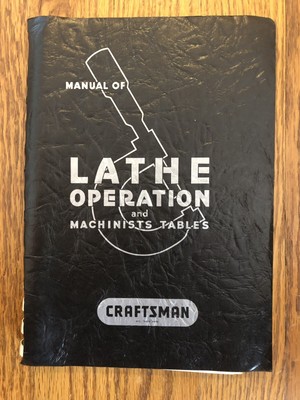 MANUAL OF
LATHE
OPERATION
and
MACHINISTS TABLES
CRAFTSMAN